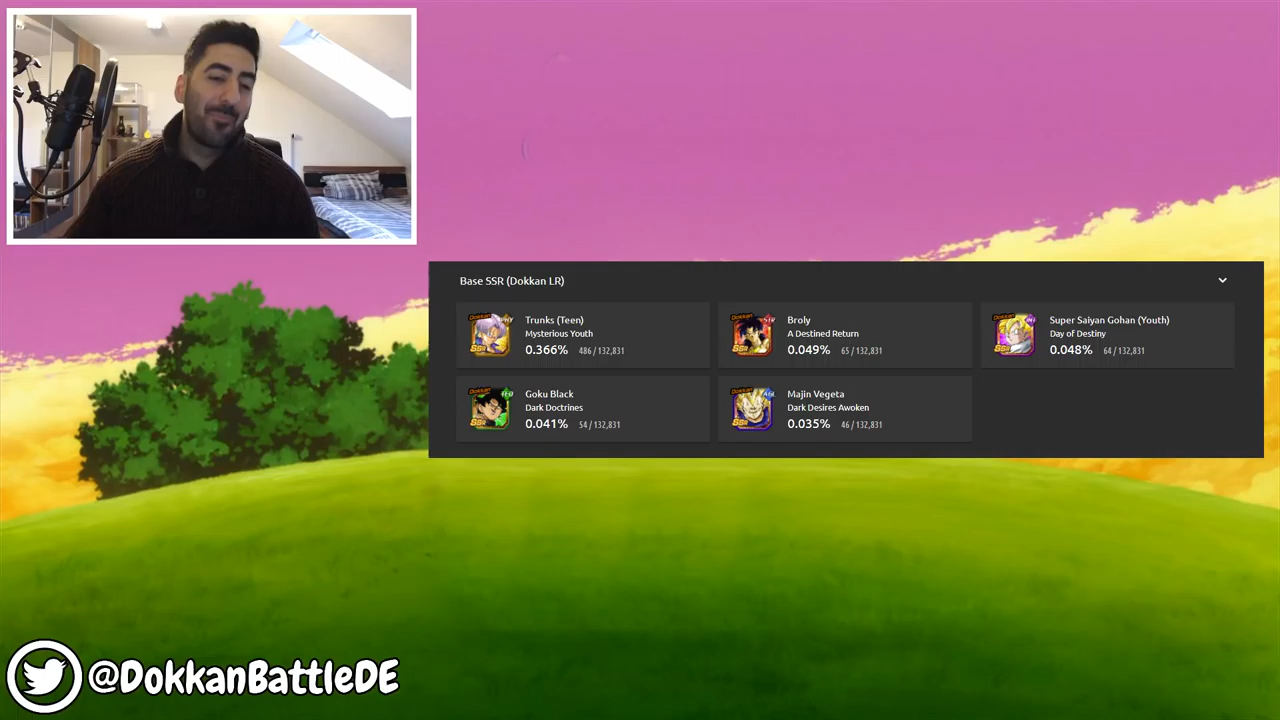 Base SSR (Dokkan LR)
Trunks (Teen)
Mysterious Youth
0.366% 486 / 132,831
Broly
A Destined Return
0.049% 65 / 132,831
Super Saiyan Gohan (Youth)
Day of Destiny
0.048% 64 / 132,831
Goku Black
Dark Doctrines
0.041% 54 / 132,831
Majin Vegeta
Dark Desires Awoken
0.035% 46 / 132,831
@DokkanBattleDE